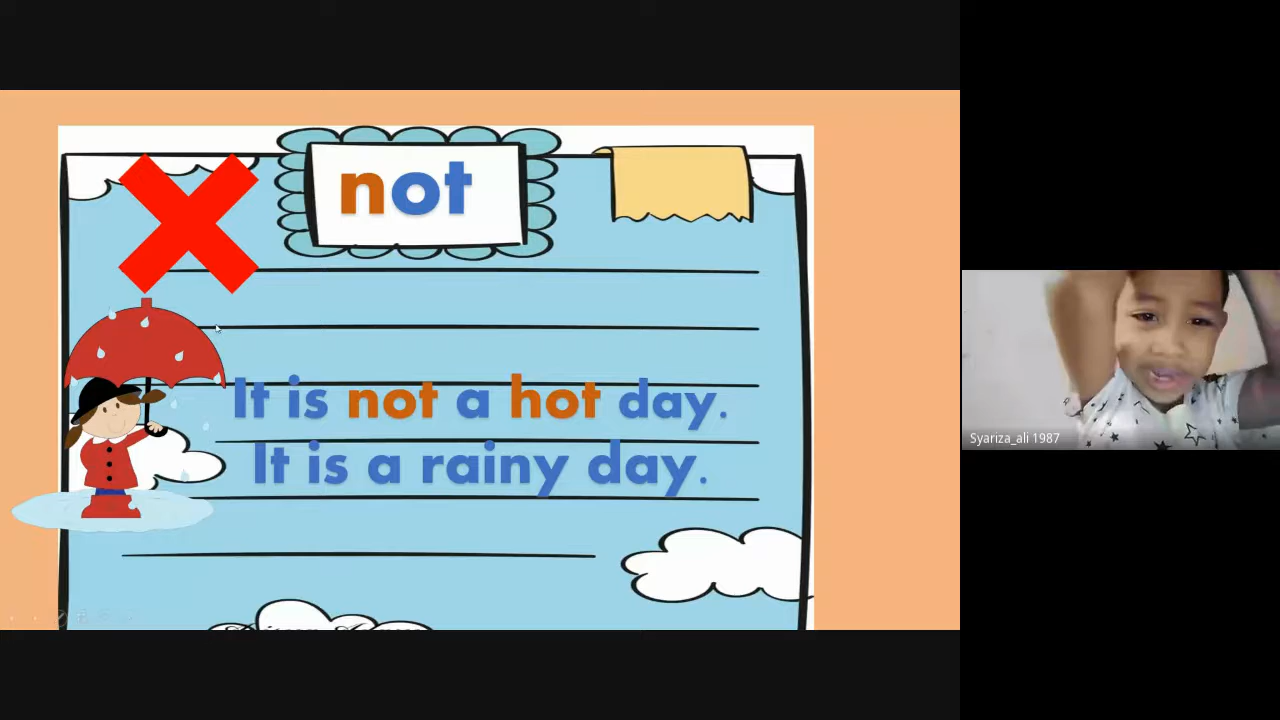 not
It is not a hot day.
It is a rainy day.
Syariza_ali 1987